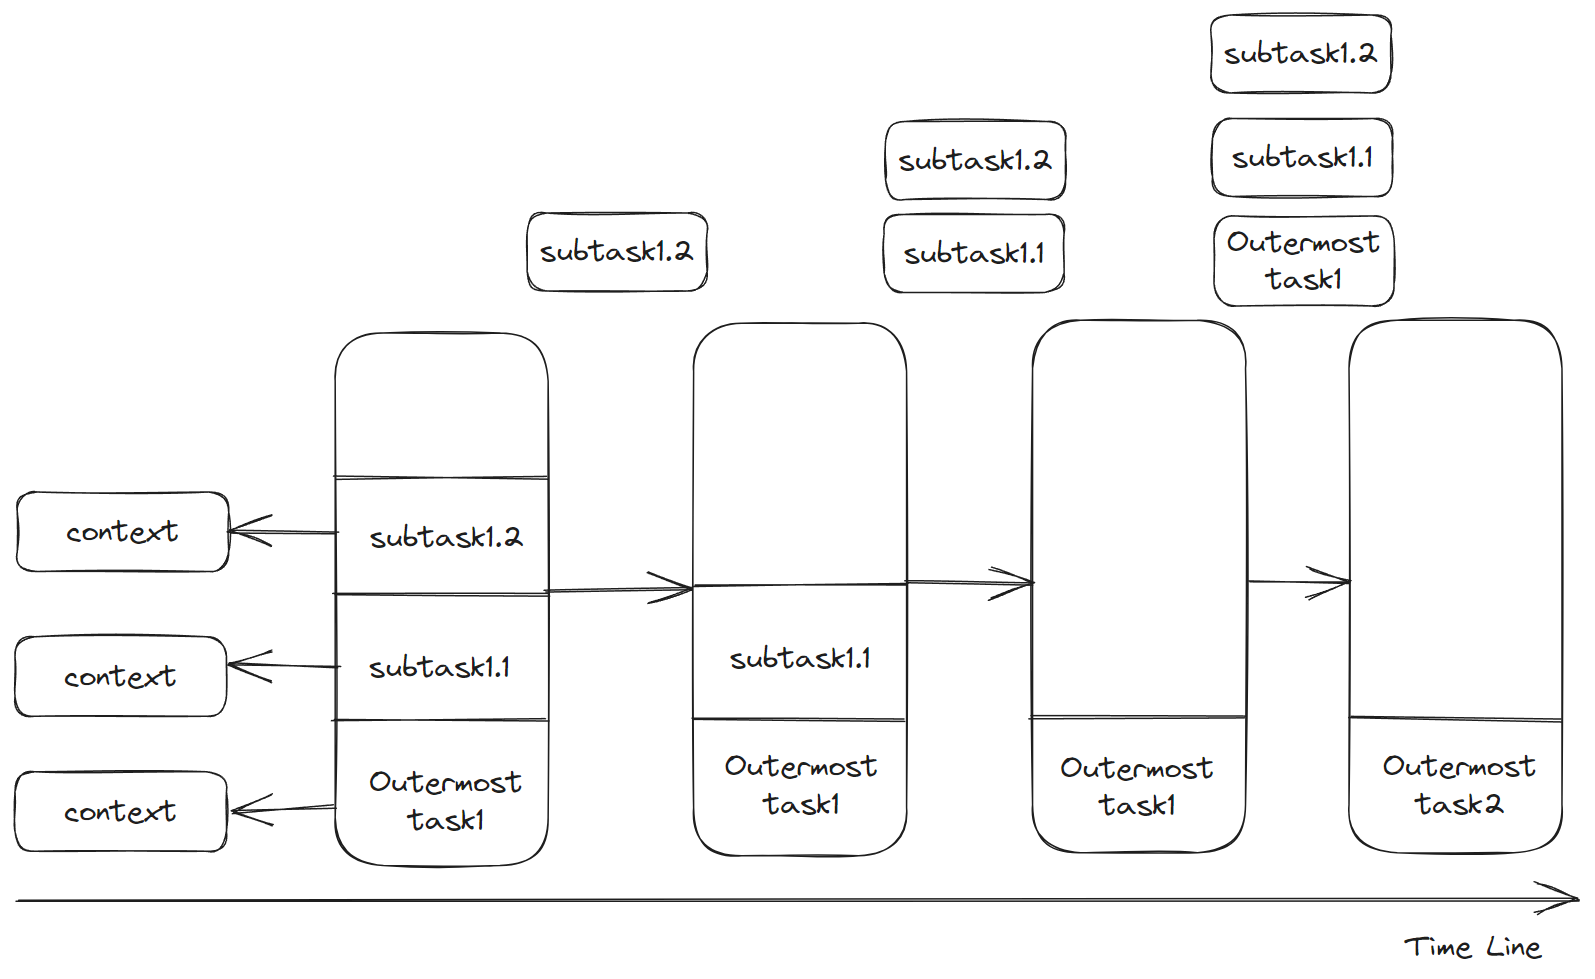 subtask1.2
subtask1.2
subtask1.1
subtask1.2
subtask1.1
Outermost
task1
context
context
context
subtask1.2
subtask1.1
Outermost
task1
subtask1.1
Outermost
task1
Outermost
task1
Outermost
task2
Time Line